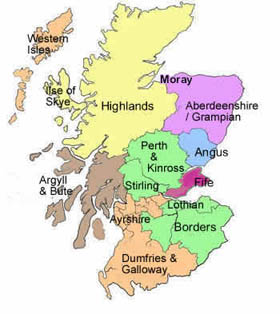 Western
Isles
Isle of
Skye
Highlands
Moray
Aberdeenshire
/ Grampian
Perth
&
Kinross
Angus
Argyll
& Bute
Stirling
Fife
Lothian
Ayrshire
Borders
Dumfries &
Galloway